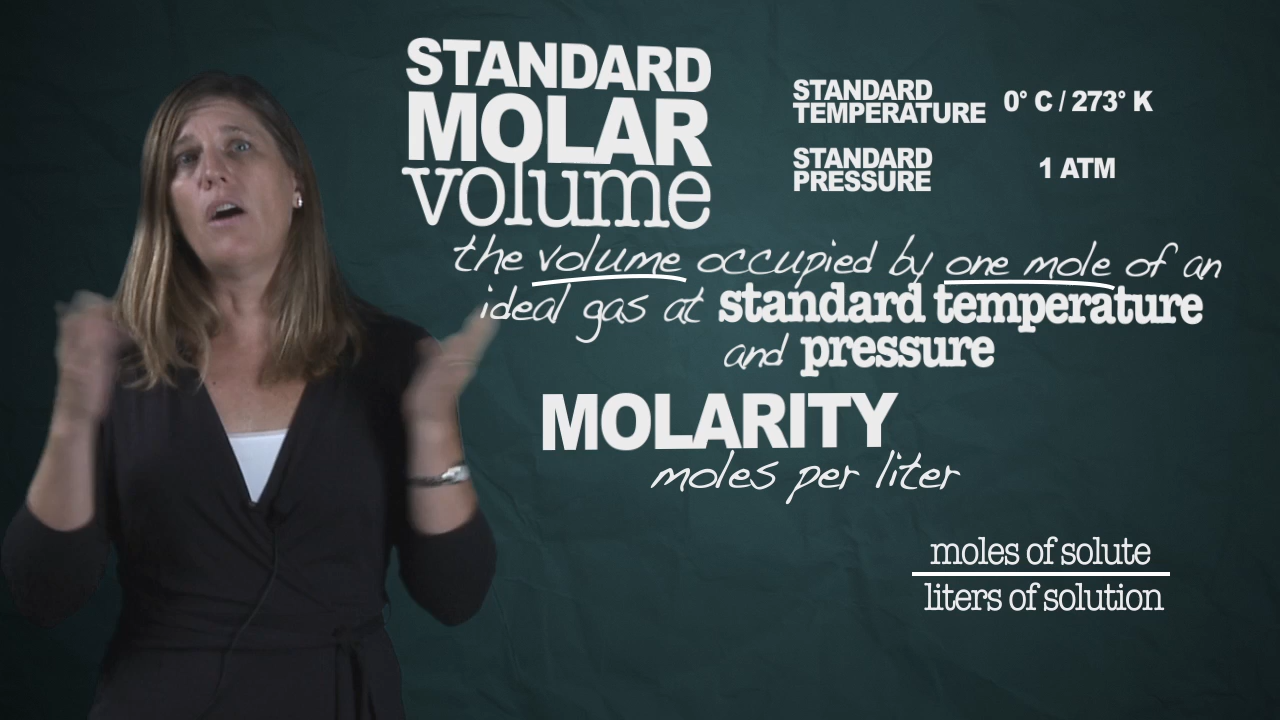 STANDARD
MOLAR
volume
STANDARD
TEMPERATURE 0° C / 273° K
STANDARD
PRESSURE 1 ATM
the volume occupied by one mole of an
ideal gas at standard temperature
and pressure
MOLARITY
moles per liter
moles of solute
liters of solution